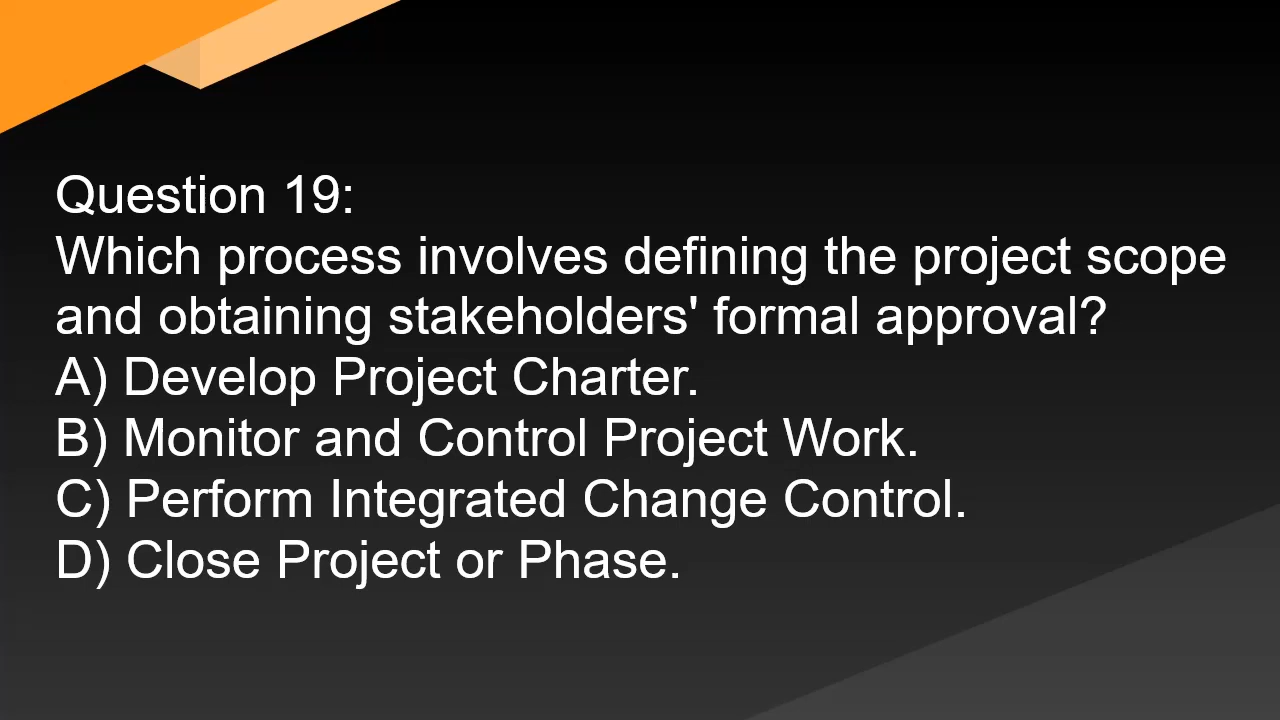 Question 19:
Which process involves defining the project scope
and obtaining stakeholders' formal approval?
A) Develop Project Charter.
B) Monitor and Control Project Work.
C) Perform Integrated Change Control.
D) Close Project or Phase.